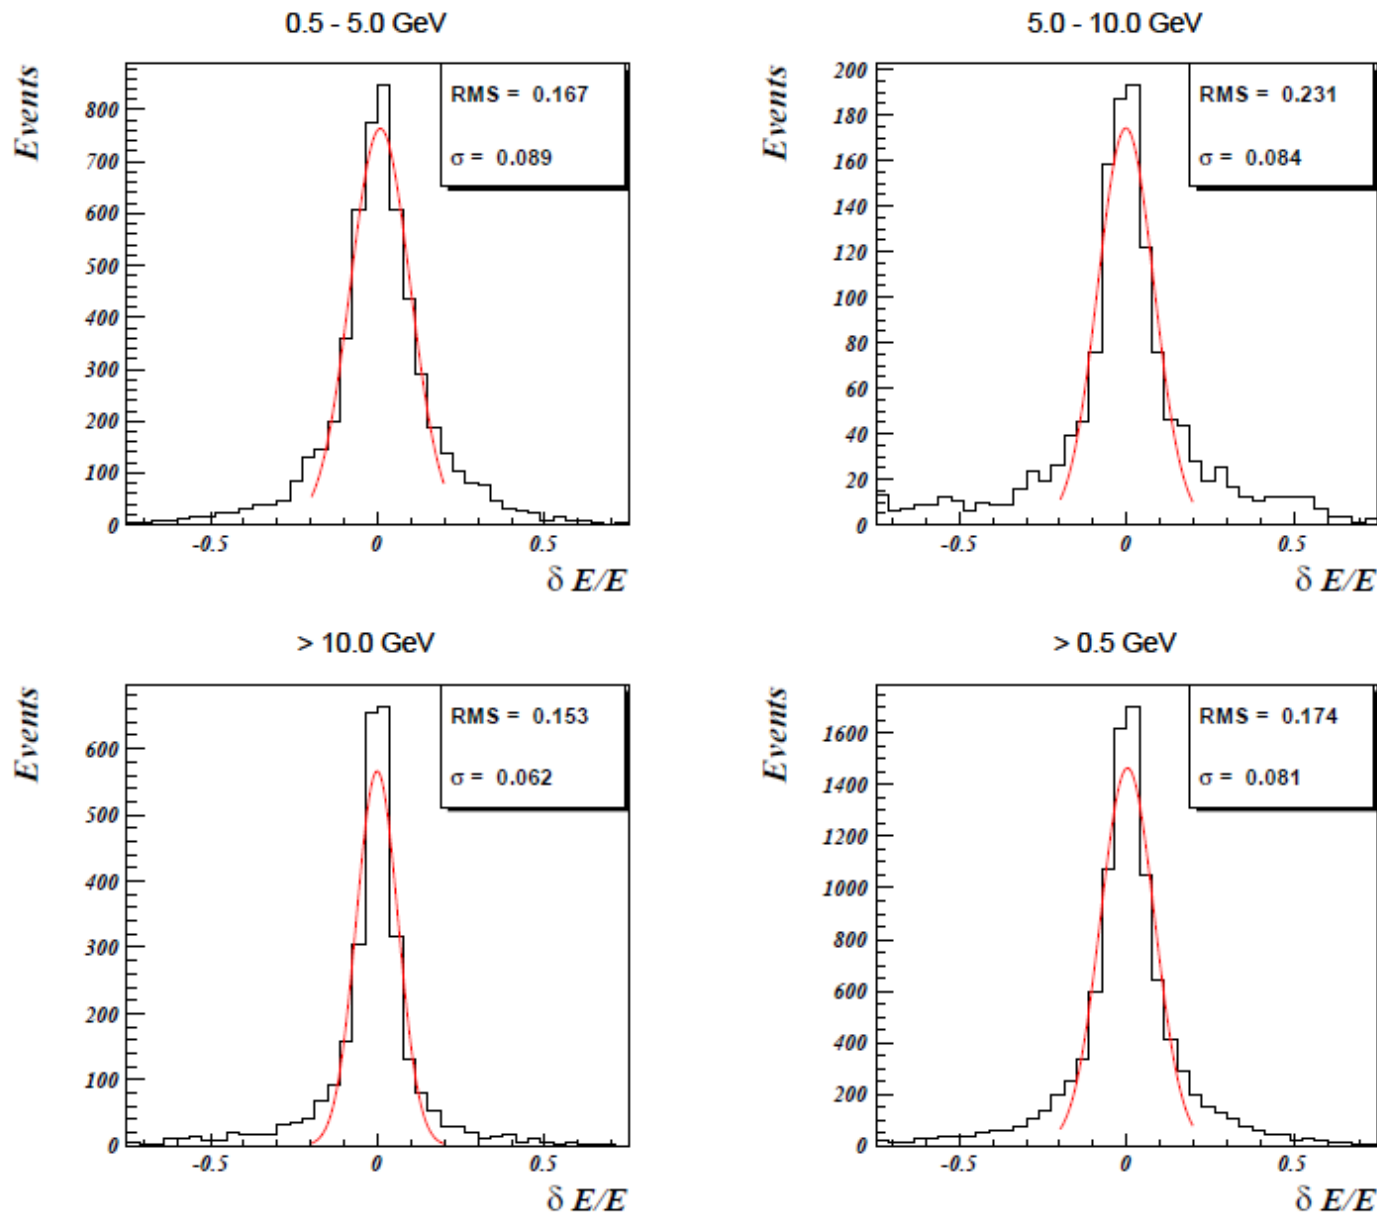 0.5 - 5.0 GeV
Events
RMS = 0.167
σ = 0.089
800
700
600
500
400
300
200
100
0
-0.5 0 0.5
δ E/E
5.0 - 10.0 GeV
Events
RMS = 0.231
σ = 0.084
200
180
160
140
120
100
80
60
40
20
0
-0.5 0 0.5
δ E/E
> 10.0 GeV
Events
RMS = 0.153
σ = 0.062
600
500
400
300
200
100
0
-0.5 0 0.5
δ E/E
> 0.5 GeV
Events
RMS = 0.174
σ = 0.081
1600
1400
1200
1000
800
600
400
200
0
-0.5 0 0.5
δ E/E